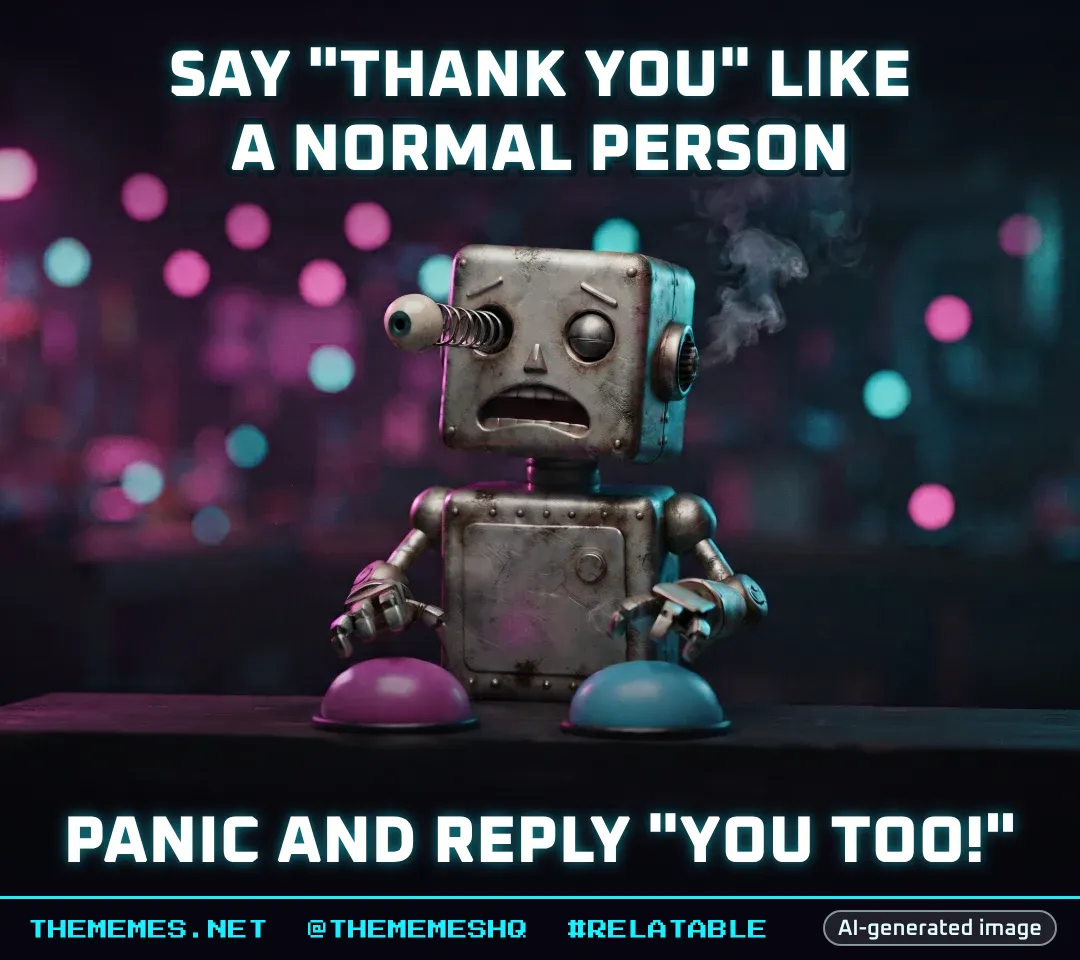 SAY "THANK YOU" LIKE
A NORMAL PERSON
PANIC AND REPLY "YOU TOO!"
THEMEMES.NET @THEMEMESHQ #RELATABLE AI-generated image